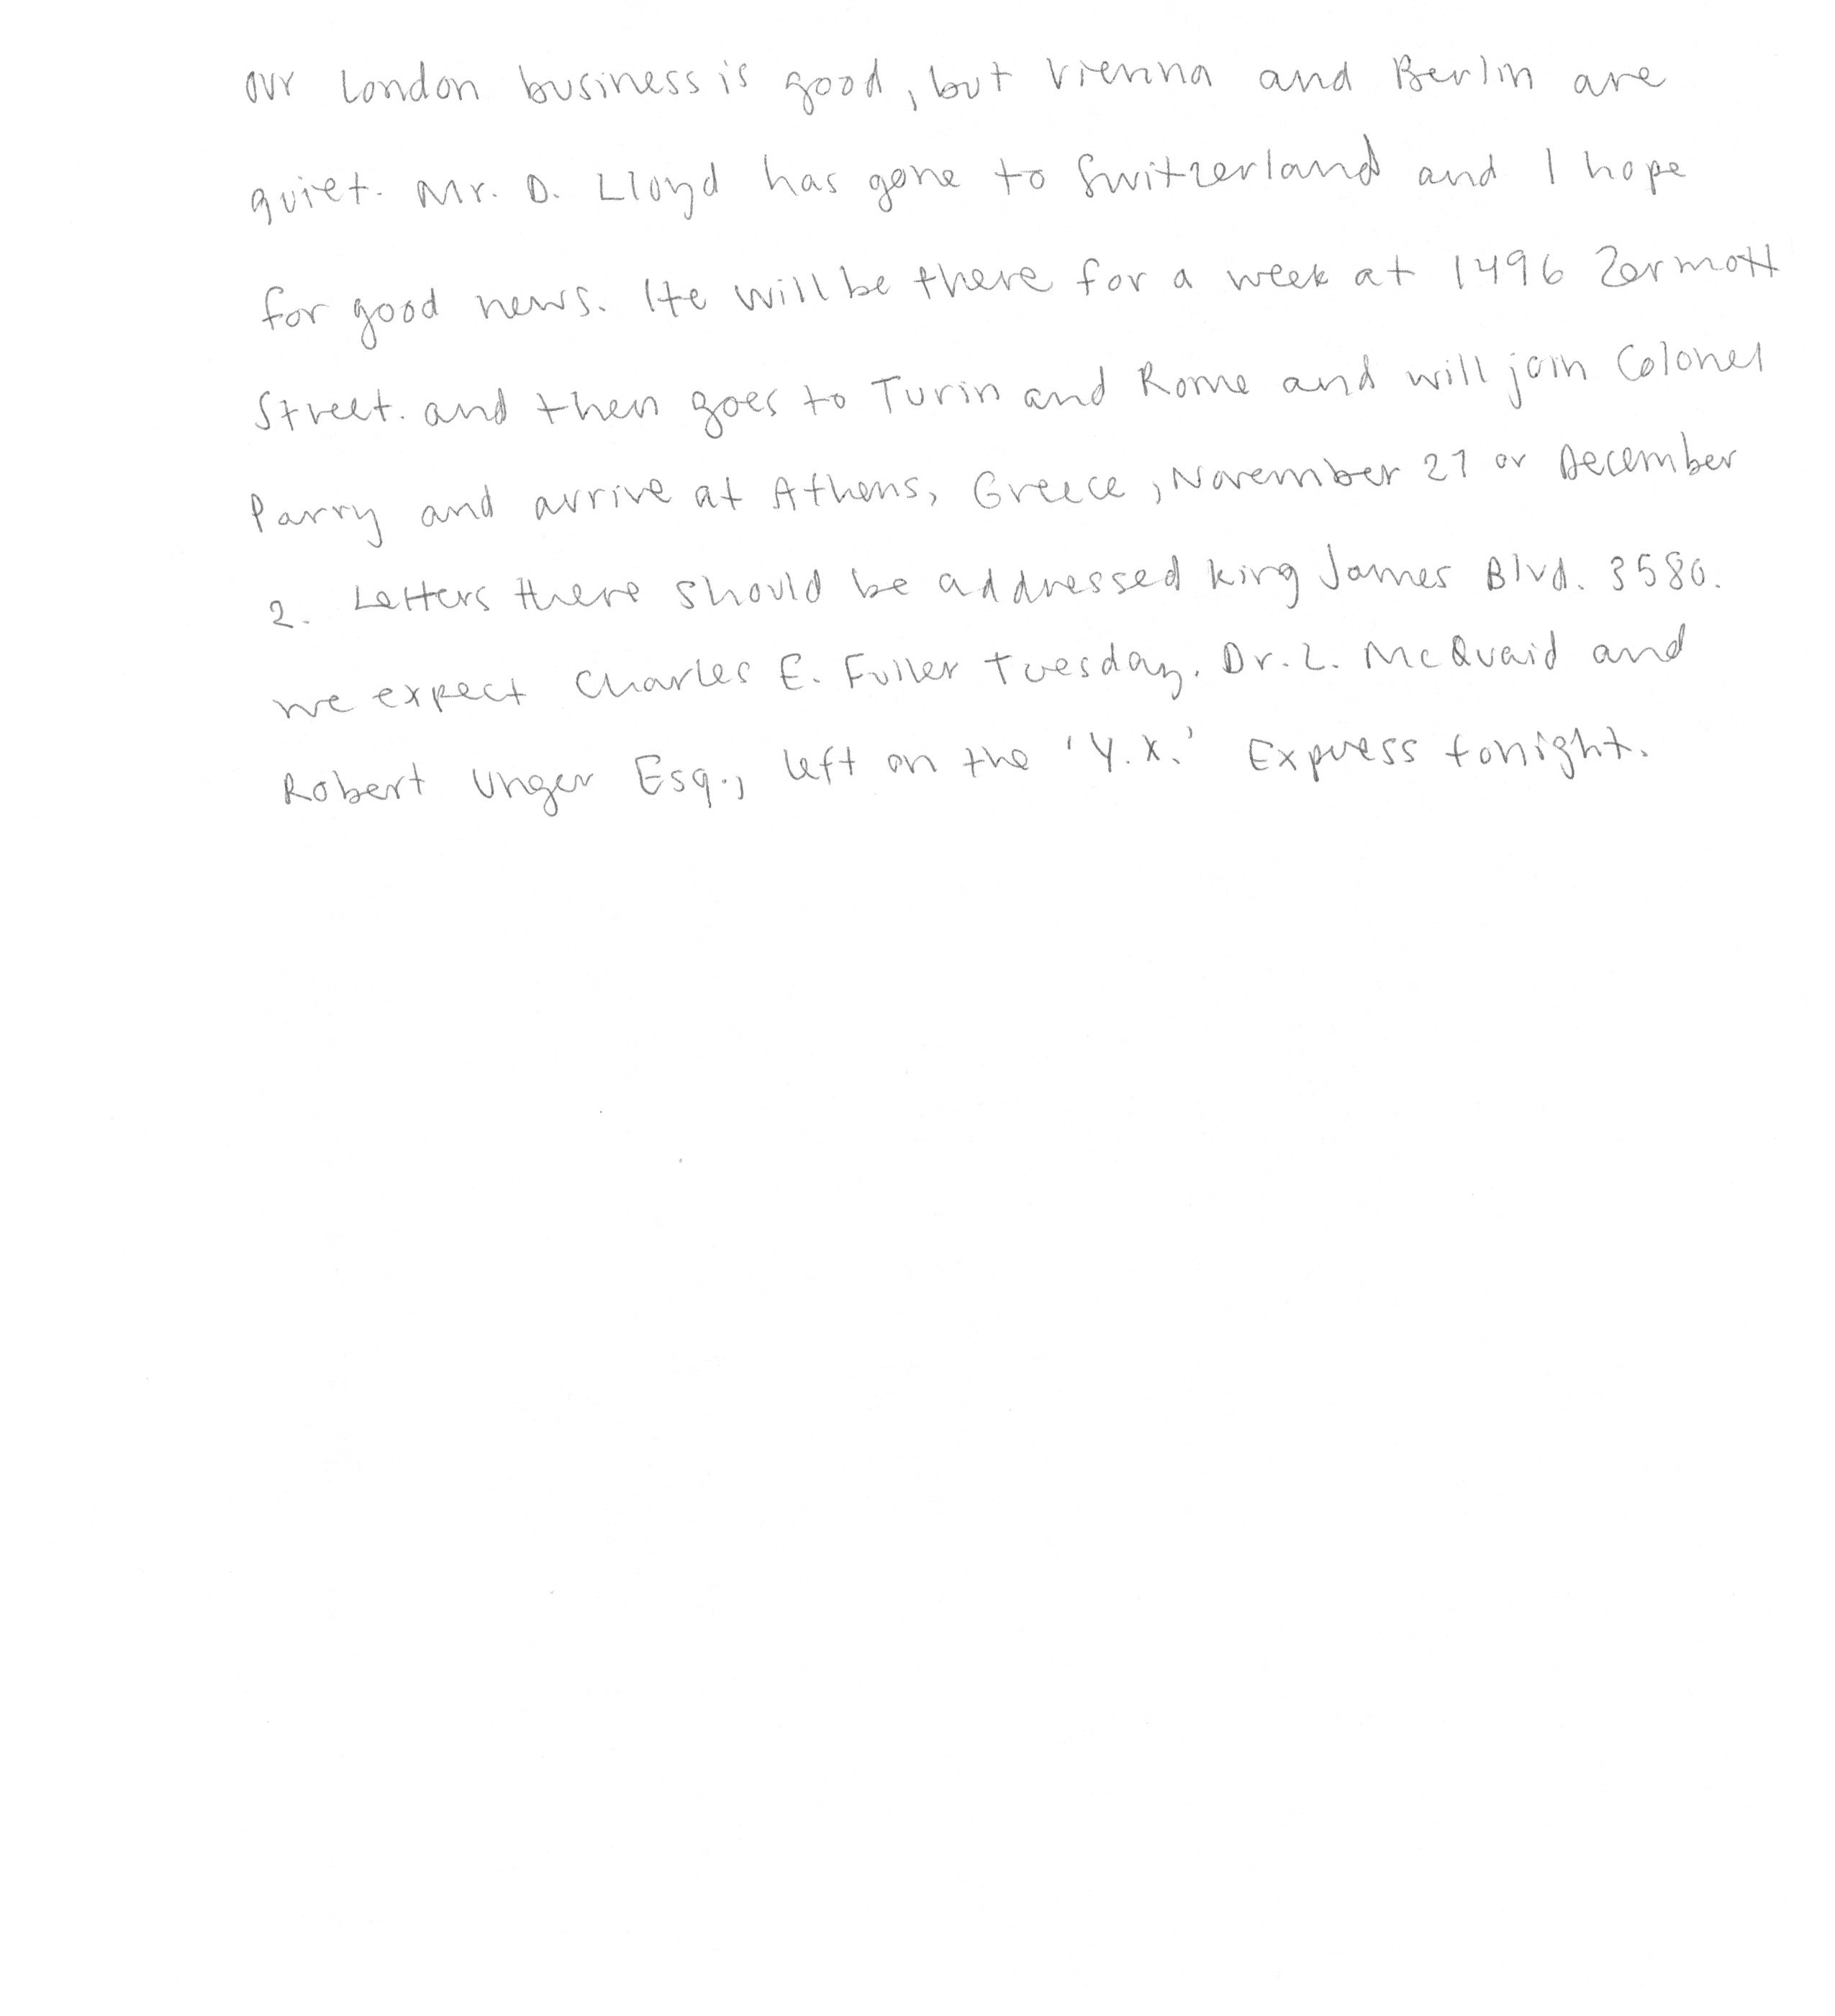 our London business is good, but Vienna and Berlin are
quiet. Mr. D. Lloyd has gone to Switzerland and I hope
for good news. He will be there for a week at 1496 Zermott
Street. and then goes to Turin and Rome and will join Colonel
Parry and arrive at Athens, Greece, November 27 or December
2. Letters there should be addressed King James Blvd. 3580.
we expect Charles E. Fuller Tuesday. Dr. L. McQuaid and
Robert Unger Esq., left on the 'Y.X.' Express tonight.